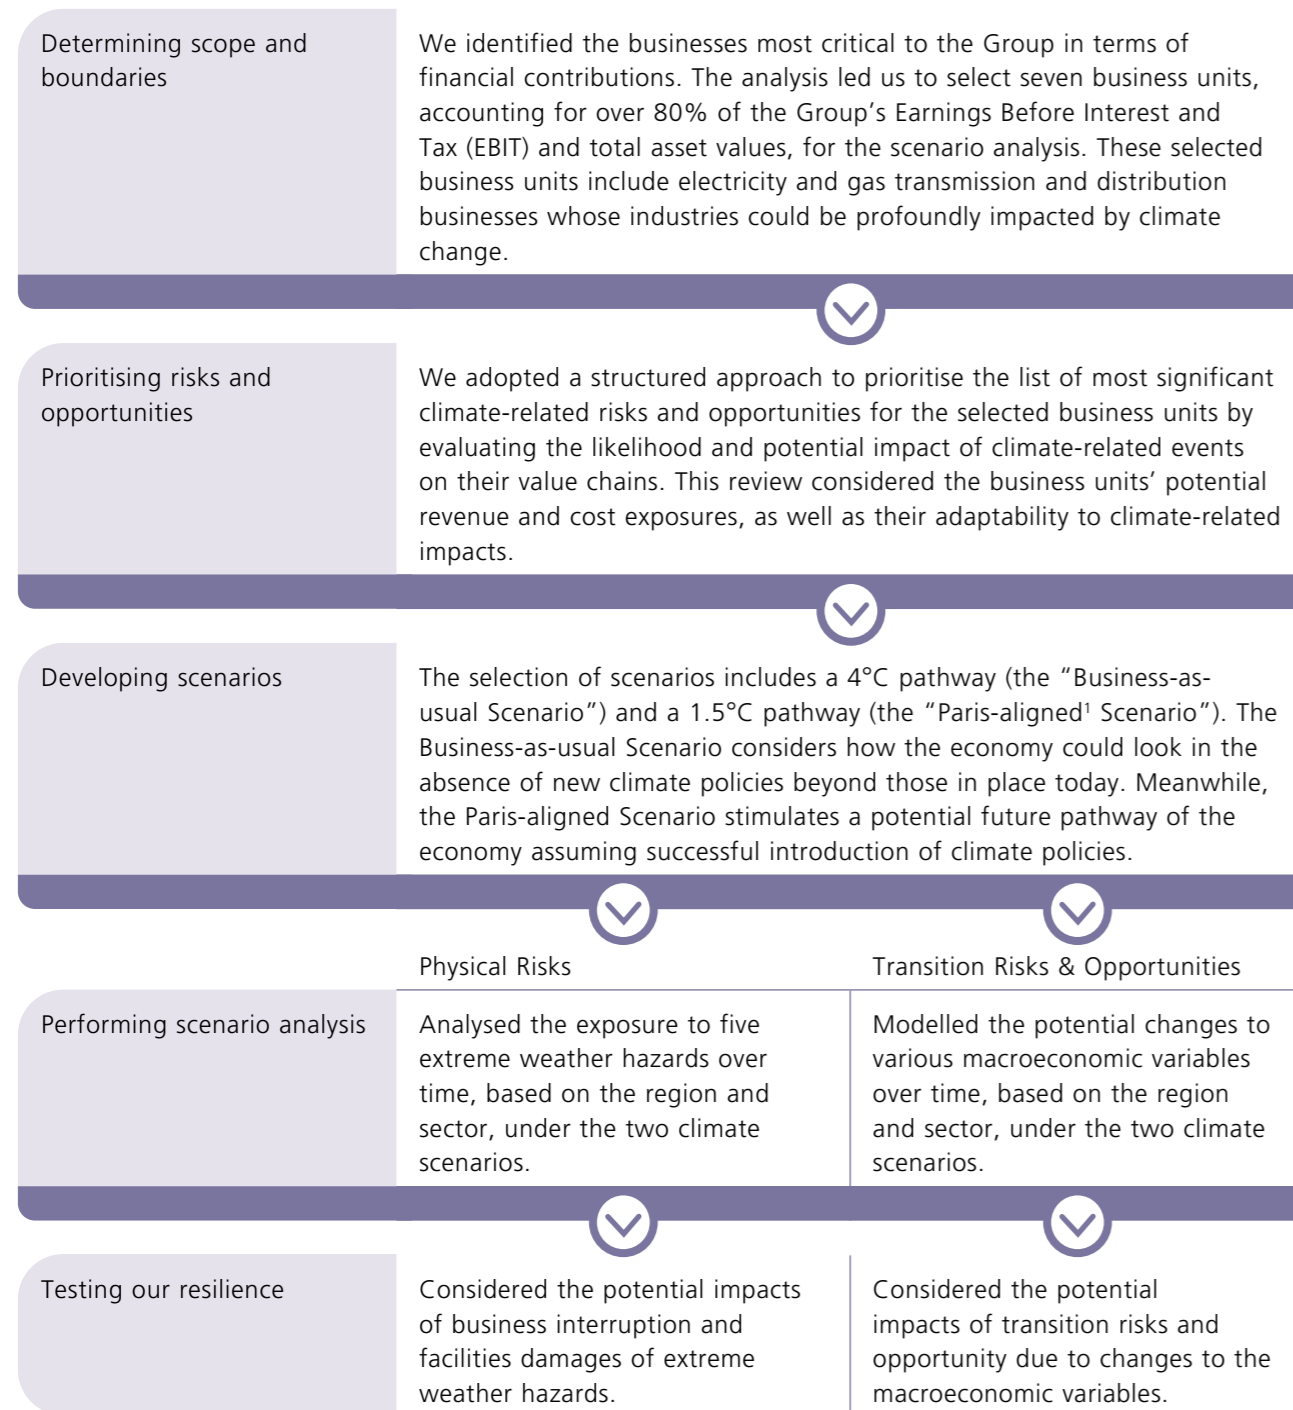 Determining scope and
boundaries
We identified the businesses most critical to the Group in terms of
financial contributions. The analysis led us to select seven business units,
accounting for over 80% of the Group’s Earnings Before Interest and
Tax (EBIT) and total asset values, for the scenario analysis. These selected
business units include electricity and gas transmission and distribution
businesses whose industries could be profoundly impacted by climate
change.
Prioritising risks and
opportunities
We adopted a structured approach to prioritise the list of most significant
climate-related risks and opportunities for the selected business units by
evaluating the likelihood and potential impact of climate-related events
on their value chains. This review considered the business units’ potential
revenue and cost exposures, as well as their adaptability to climate-related
impacts.
Developing scenarios
The selection of scenarios includes a 4°C pathway (the “Business-as-
usual Scenario”) and a 1.5°C pathway (the “Paris-aligned¹ Scenario”). The
Business-as-usual Scenario considers how the economy could look in the
absence of new climate policies beyond those in place today. Meanwhile,
the Paris-aligned Scenario stimulates a potential future pathway of the
economy assuming successful introduction of climate policies.
Physical Risks
Transition Risks & Opportunities
Performing scenario analysis
Analysed the exposure to five
extreme weather hazards over
time, based on the region and
sector, under the two climate
scenarios.
Modelled the potential changes to
various macroeconomic variables
over time, based on the region
and sector, under the two climate
scenarios.
Testing our resilience
Considered the potential impacts
of business interruption and
facilities damages of extreme
weather hazards.
Considered the potential
impacts of transition risks and
opportunity due to changes to the
macroeconomic variables.